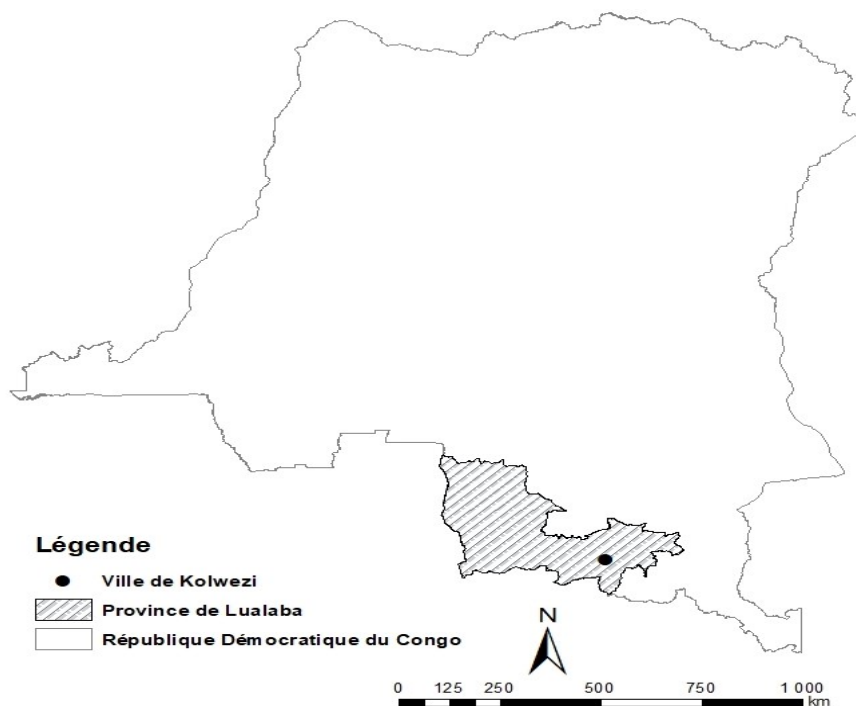 Légende
Ville de Kolwezi
Province de Lualaba
République Démocratique du Congo
N
0 125 250 500 750 1 000
km